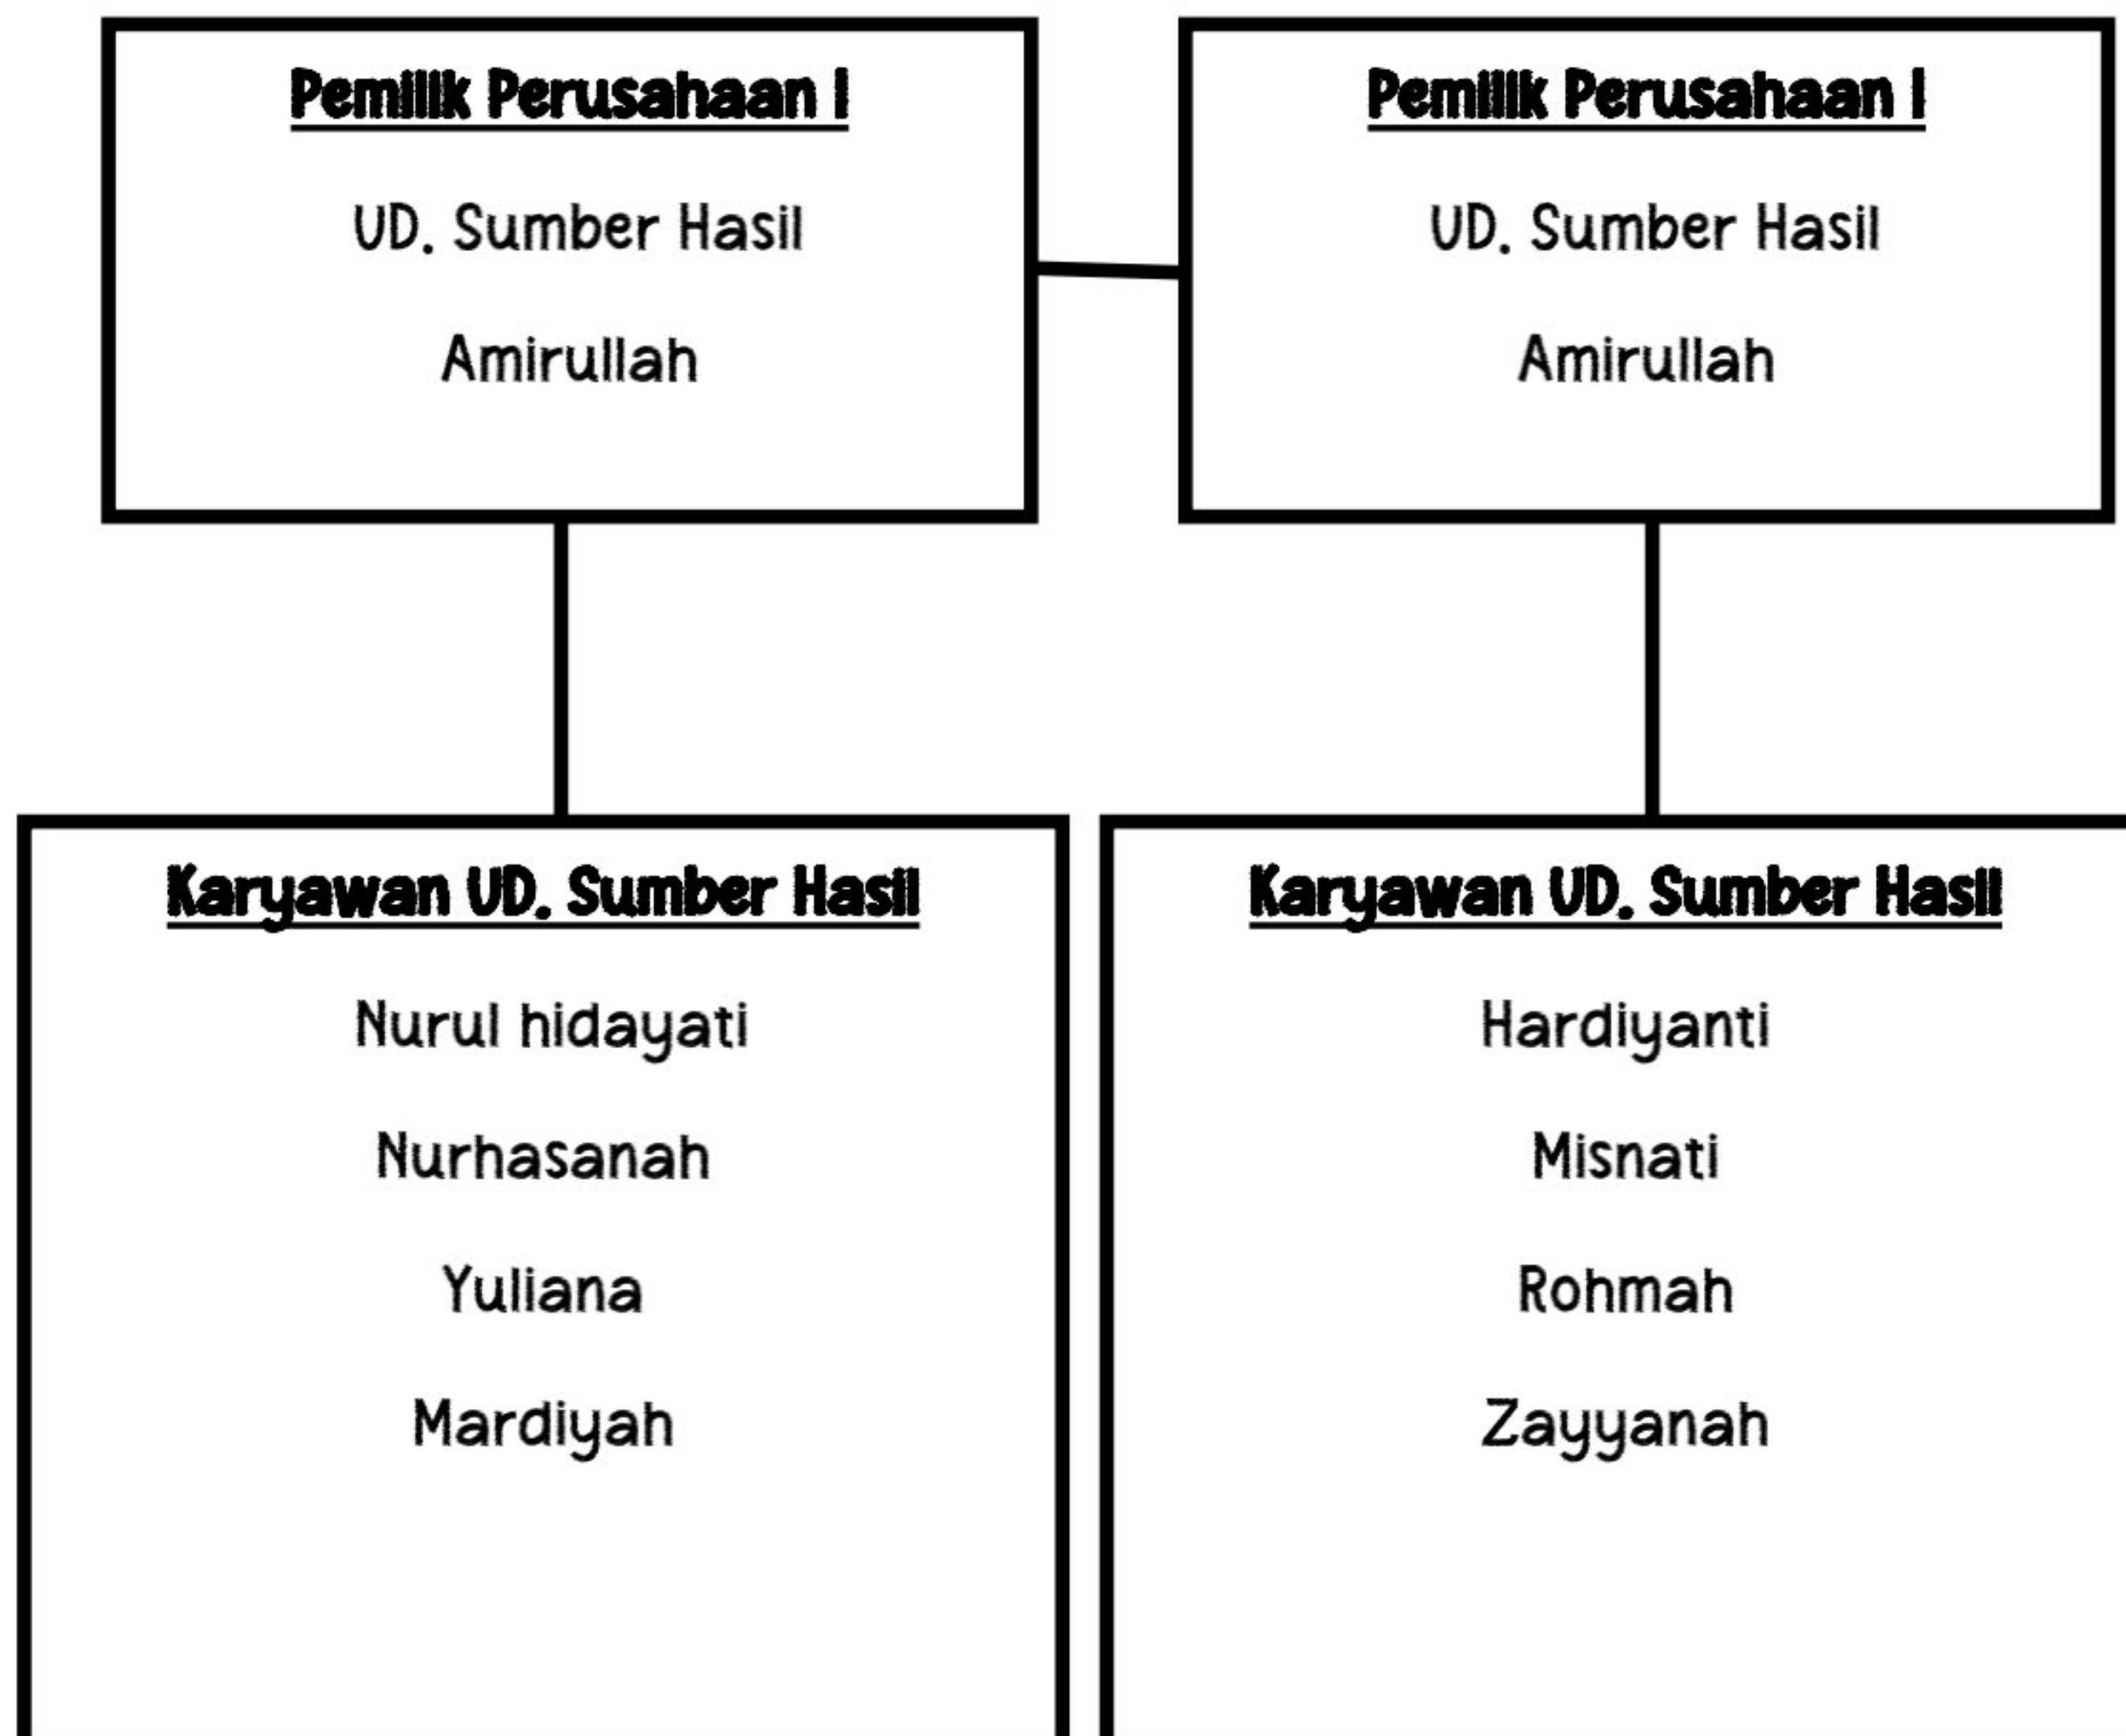 Pemilik Perusahaan I
UD. Sumber Hasil
Amirullah
Pemilik Perusahaan I
UD. Sumber Hasil
Amirullah
Karyawan UD. Sumber Hasil
Nurul hidayati
Nurhasanah
Yuliana
Mardiyah
Karyawan UD. Sumber Hasil
Hardiyanti
Misnati
Rohmah
Zayyanah